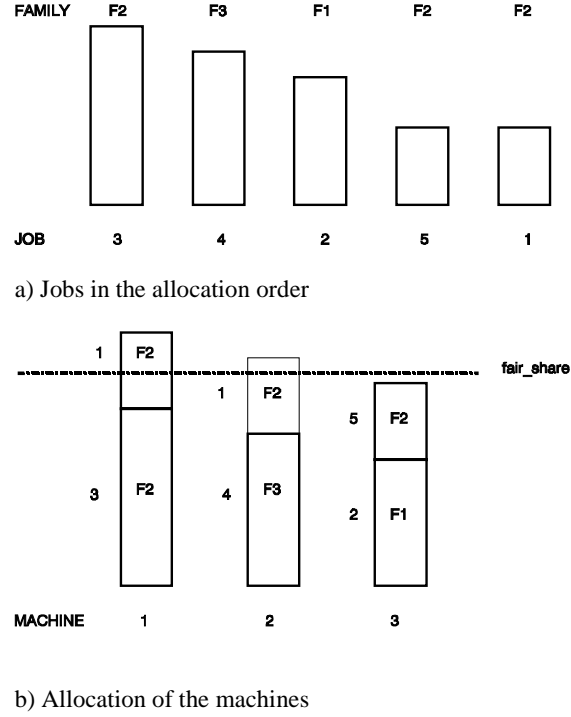 FAMILY F2 F3 F1 F2 F2
JOB 3 4 2 5 1
a) Jobs in the allocation order
1 F2
fair_share
1 F2
5 F2
3 F2
4 F3
2 F1
MACHINE 1 2 3
b) Allocation of the machines